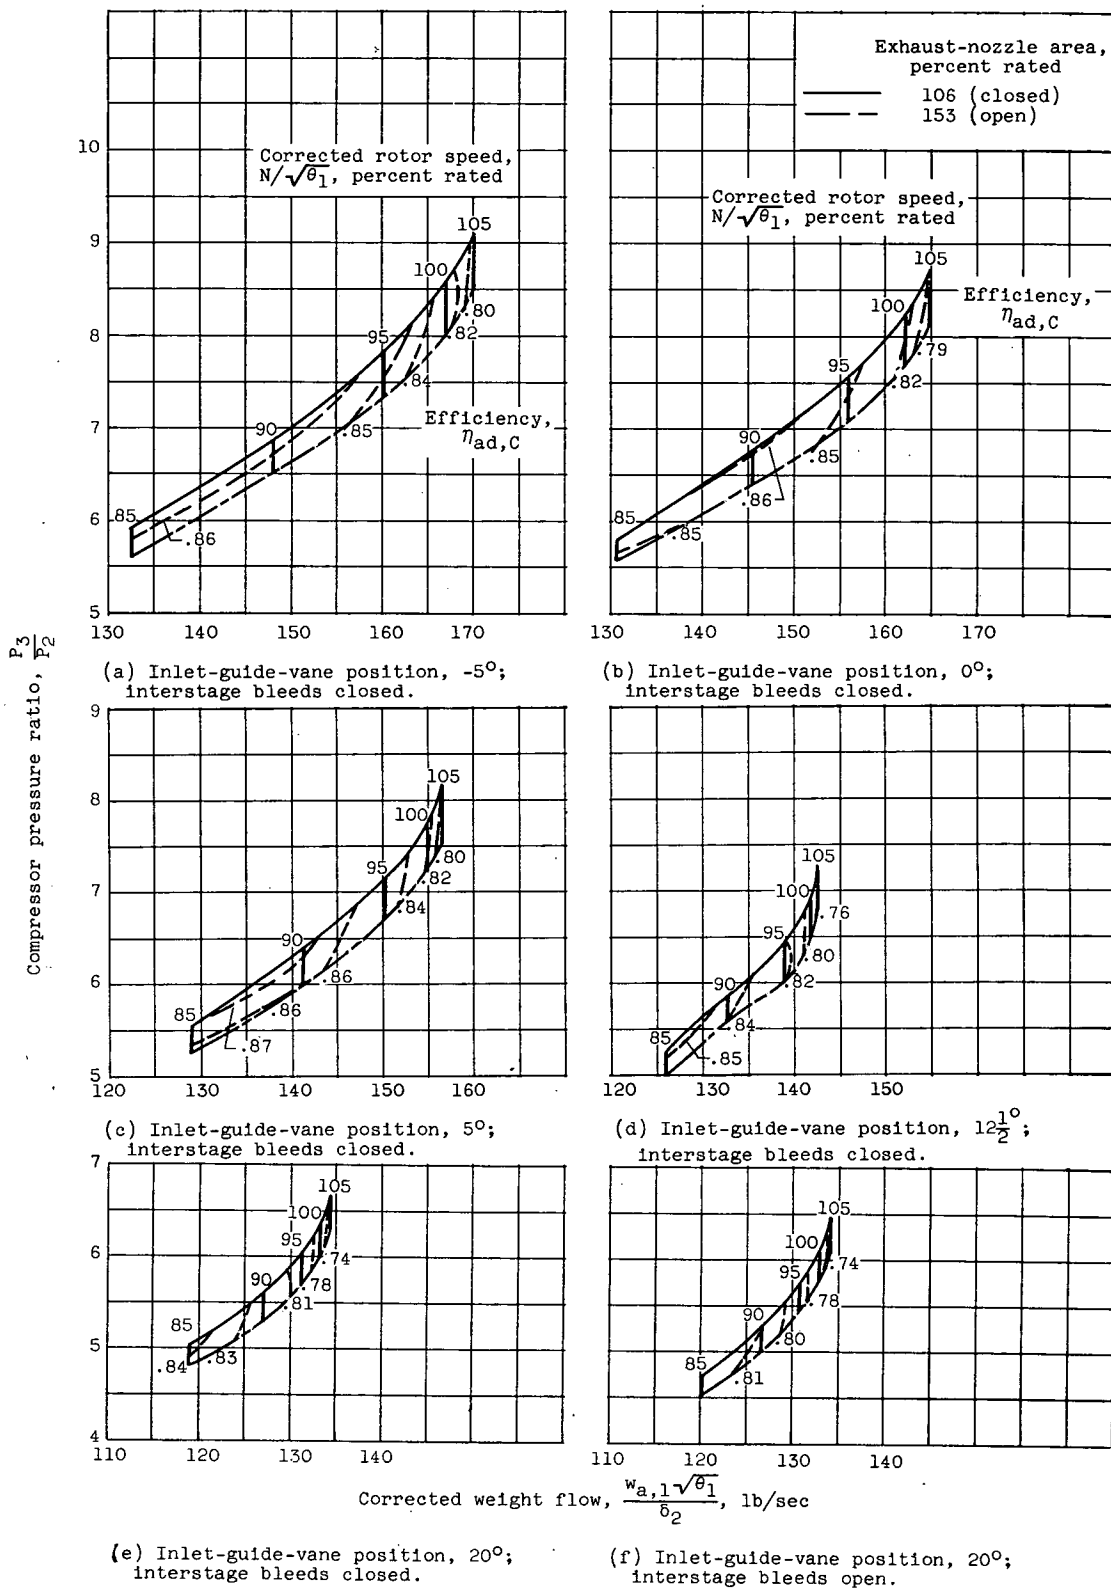 Exhaust-nozzle area,
percent rated
106 (closed)
153 (open)
Corrected rotor speed,
N/√θ1, percent rated
Corrected rotor speed,
N/√θ1, percent rated
10
9
8
7
6
5
105
100
95
90
85
.80
.82
.84
.85
.86
Efficiency,
ηad,C
105
100
95
90
85
.79
.82
.85
.86
.85
Efficiency,
ηad,C
130 140 150 160 170
130 140 150 160 170
(a) Inlet-guide-vane position, -5°;
interstage bleeds closed.
(b) Inlet-guide-vane position, 0°;
interstage bleeds closed.
Compressor pressure ratio, P3/P2
9
8
7
6
5
105
100
95
90
85
.80
.82
.84
.86
.86
.87
105
100
95
90
85
.76
.80
.82
.84
.85
120 130 140 150 160
120 130 140 150
(c) Inlet-guide-vane position, 5°;
interstage bleeds closed.
(d) Inlet-guide-vane position, 12½°;
interstage bleeds closed.
7
6
5
4
105
100
95
90
85
.74
.78
.81
.83
.84
105
100
95
90
85
.74
.78
.80
.81
110 120 130 140
110 120 130 140
Corrected weight flow, wa,1√θ1/δ2, lb/sec
(e) Inlet-guide-vane position, 20°;
interstage bleeds closed.
(f) Inlet-guide-vane position, 20°;
interstage bleeds open.